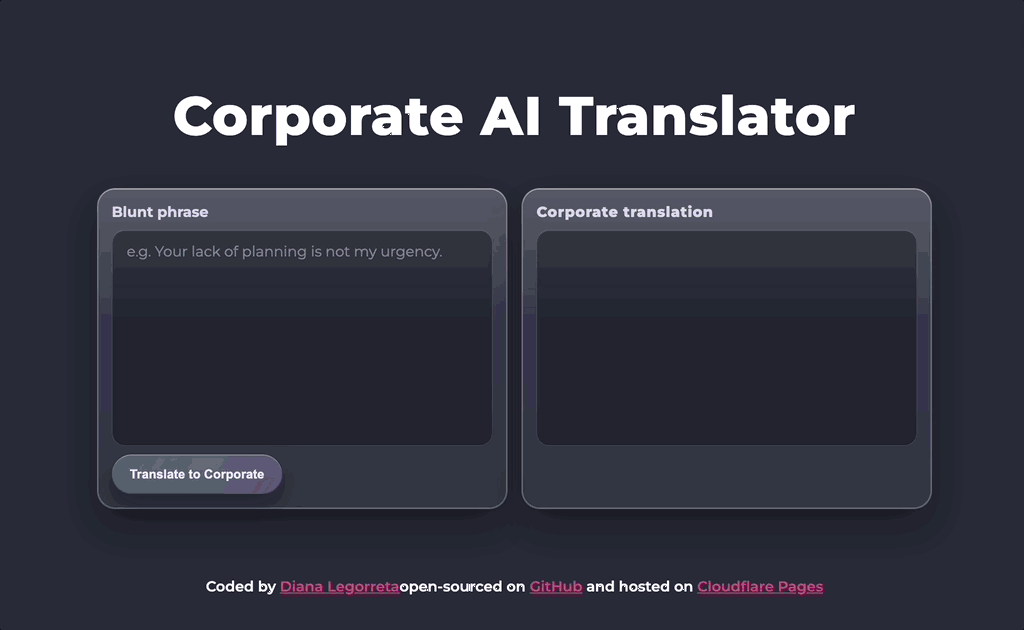 Corporate AI Translator
Blunt phrase
e.g. Your lack of planning is not my urgency.
Translate to Corporate
Corporate translation
Coded by Diana Legorretaopen-sourced on GitHub and hosted on Cloudflare Pages